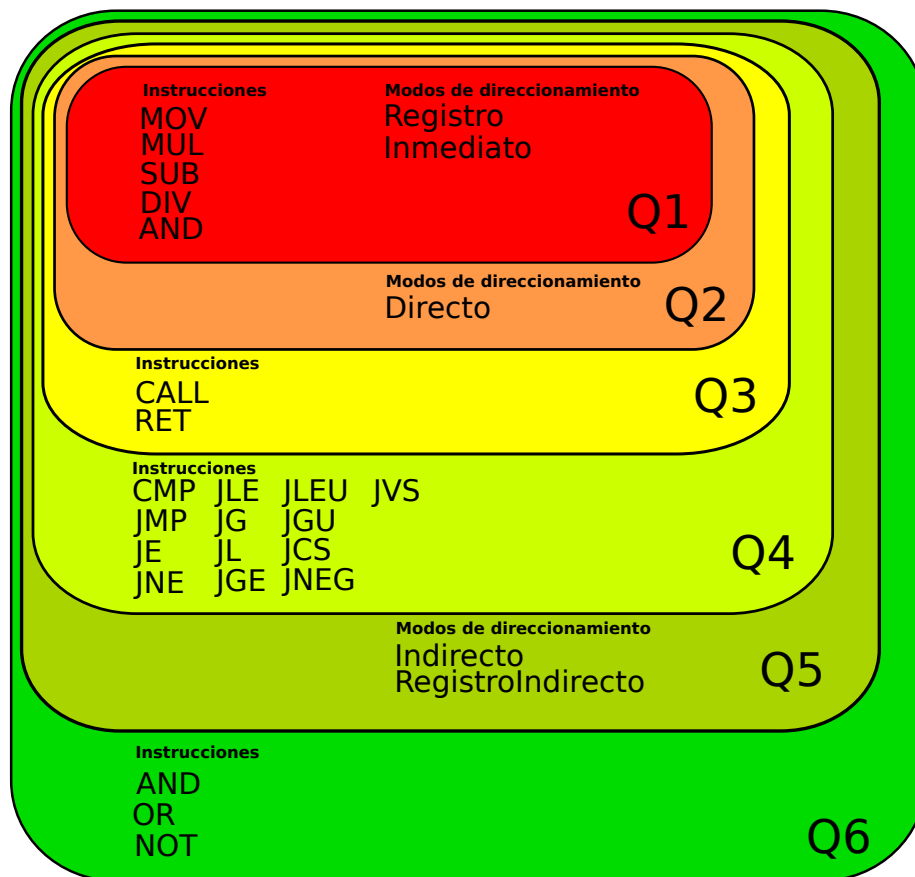 Instrucciones
MOV
MUL
SUB
DIV
AND
Modos de direccionamiento
Registro
Inmediato
Q1
Modos de direccionamiento
Directo
Q2
Instrucciones
CALL
RET
Q3
Instrucciones
CMP JLE JLEU JVS
JMP JG JGU
JE JL JCS
JNE JGE JNEG
Q4
Modos de direccionamiento
Indirecto
RegistroIndirecto
Q5
Instrucciones
AND
OR
NOT
Q6